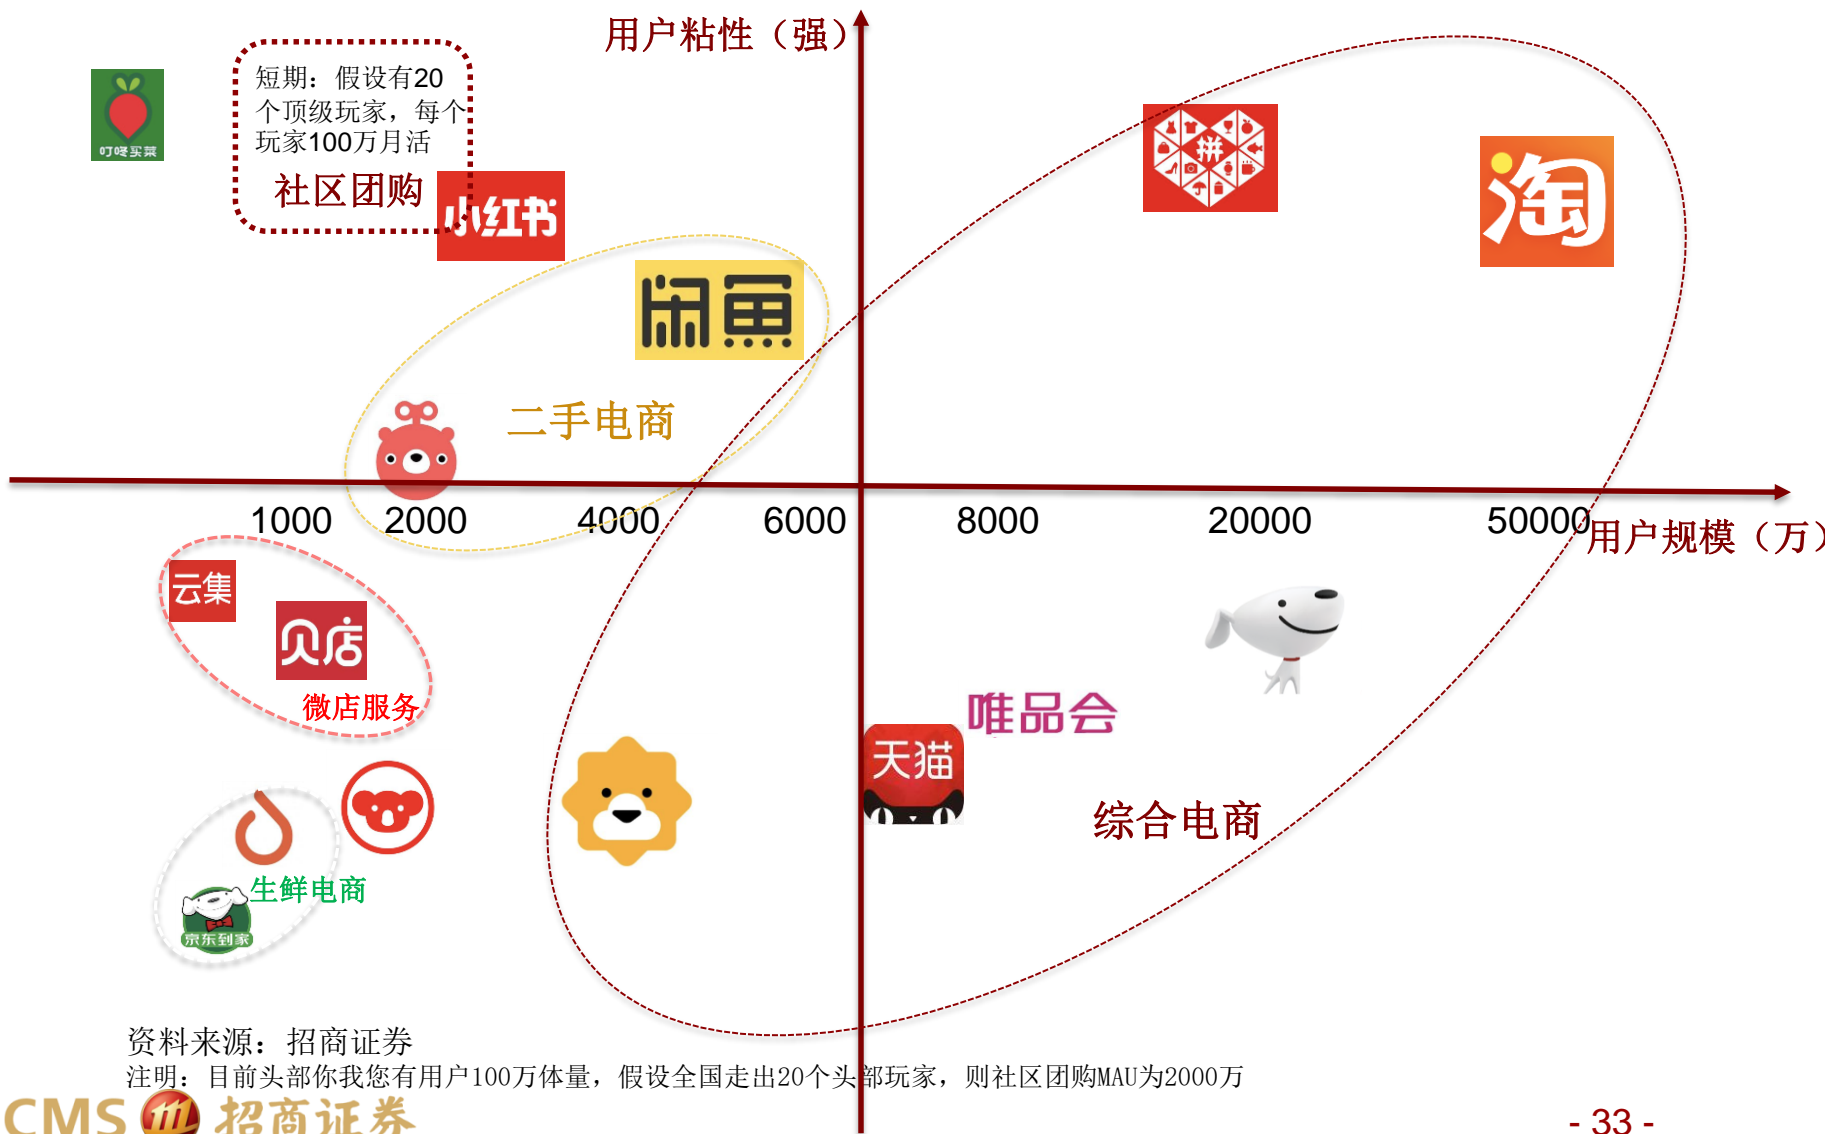 用户粘性（强）
叮咚买菜
短期：假设有20
个顶级玩家，每个
玩家100万月活
社区团购
小红书
拼
淘
闲鱼
二手电商
1000
2000
4000
6000
8000
20000
50000
用户规模（万）
云集
贝店
微店服务
唯品会
天猫
综合电商
生鲜电商
京东到家
资料来源：招商证券
注明：目前头部你我您有用户100万体量，假设全国走出20个头部玩家，则社区团购MAU为2000万
CMS 招商证券
- 33 -